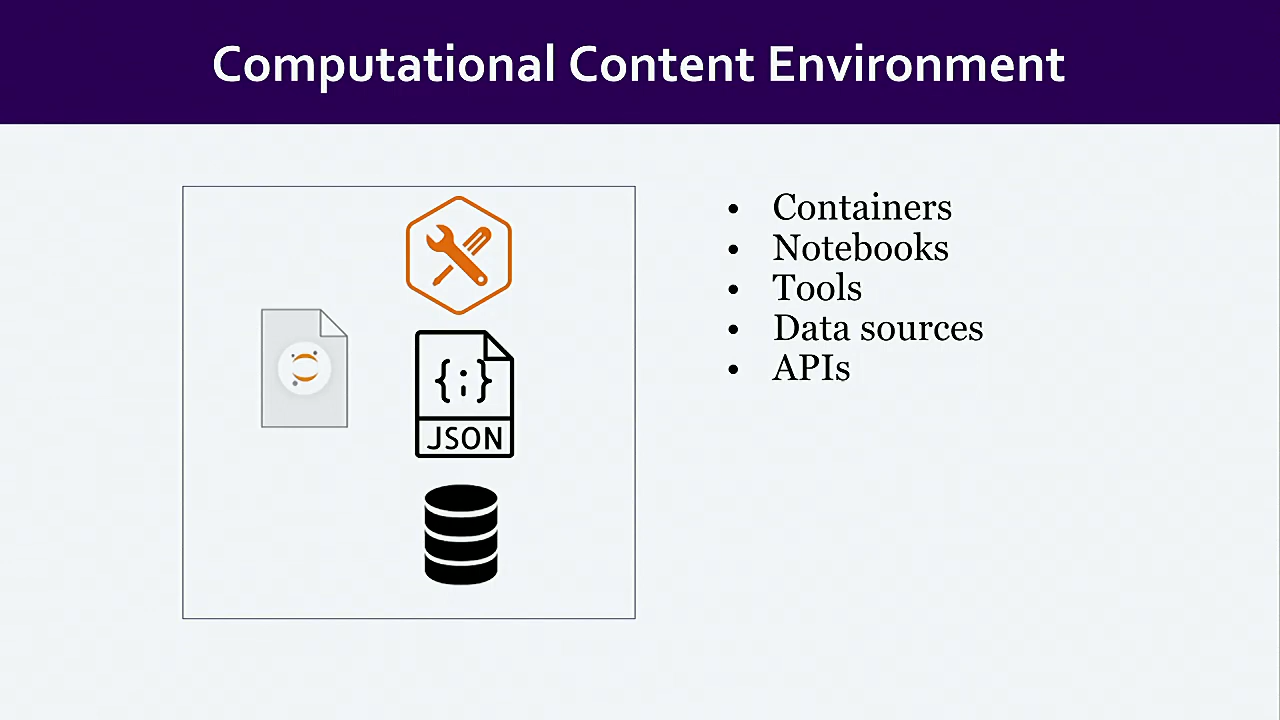 Computational Content Environment
{;}
JSON
• Containers
• Notebooks
• Tools
• Data sources
• APIs